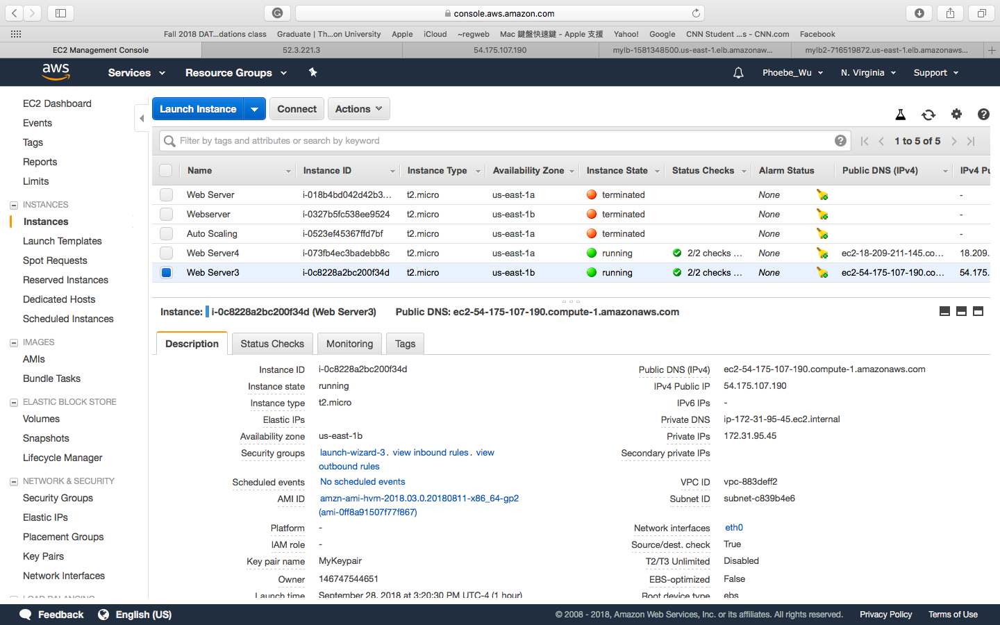 console.aws.amazon.com
Fall 2018 DAT...dations class Graduate | Th...on University Apple iCloud ~regweb Mac 鍵盤快速鍵 - Apple 支援 Yahoo! Google CNN Student ...s - CNN.com Facebook
EC2 Management Console 52.3.221.3 54.175.107.190 mylb-1581348500.us-east-1.elb.amazonaw... mylb2-716519872.us-east-1.elb.amazonaws...
aws Services Resource Groups Phoebe_Wu N. Virginia Support
EC2 Dashboard
Events
Tags
Reports
Limits
INSTANCES
Instances
Launch Templates
Spot Requests
Reserved Instances
Dedicated Hosts
Scheduled Instances
IMAGES
AMIs
Bundle Tasks
ELASTIC BLOCK STORE
Volumes
Snapshots
Lifecycle Manager
NETWORK & SECURITY
Security Groups
Elastic IPs
Placement Groups
Key Pairs
Network Interfaces
LOAD BALANCING
Launch Instance Connect Actions
Filter by tags and attributes or search by keyword 1 to 5 of 5
Name Instance ID Instance Type Availability Zone Instance State Status Checks Alarm Status Public DNS (IPv4) IPv4 Pu
Web Server i-018b4bd042d42b3... t2.micro us-east-1a terminated None -
Webserver i-0327b5fc538ee9524 t2.micro us-east-1b terminated None -
Auto Scaling i-0523ef45367ffd7bf t2.micro us-east-1a terminated None -
Web Server4 i-073fb4ec3badebb8c t2.micro us-east-1a running 2/2 checks ... None ec2-18-209-211-145.co... 18.209.
Web Server3 i-0c8228a2bc200f34d t2.micro us-east-1b running 2/2 checks ... None ec2-54-175-107-190.co... 54.175.
Instance: i-0c8228a2bc200f34d (Web Server3) Public DNS: ec2-54-175-107-190.compute-1.amazonaws.com
Description Status Checks Monitoring Tags
Instance ID i-0c8228a2bc200f34d Public DNS (IPv4) ec2-54-175-107-190.compute-1.amazonaws.com
Instance state running IPv4 Public IP 54.175.107.190
Instance type t2.micro IPv6 IPs -
Elastic IPs Private DNS ip-172-31-95-45.ec2.internal
Availability zone us-east-1b Private IPs 172.31.95.45
Security groups launch-wizard-3. view inbound rules. view Secondary private IPs
outbound rules
Scheduled events No scheduled events VPC ID vpc-883deff2
AMI ID amzn-ami-hvm-2018.03.0.20180811-x86_64-gp2 Subnet ID subnet-c839b4e6
(ami-0ff8a91507f77f867)
Platform - Network interfaces eth0
IAM role - Source/dest. check True
Key pair name MyKeypair T2/T3 Unlimited Disabled
Owner 146747544651 EBS-optimized False
Launch time September 28, 2018 at 3:20:30 PM UTC-4 (1 hour) Root device type ebs
Feedback English (US) © 2008 - 2018, Amazon Web Services, Inc. or its affiliates. All rights reserved. Privacy Policy Terms of Use